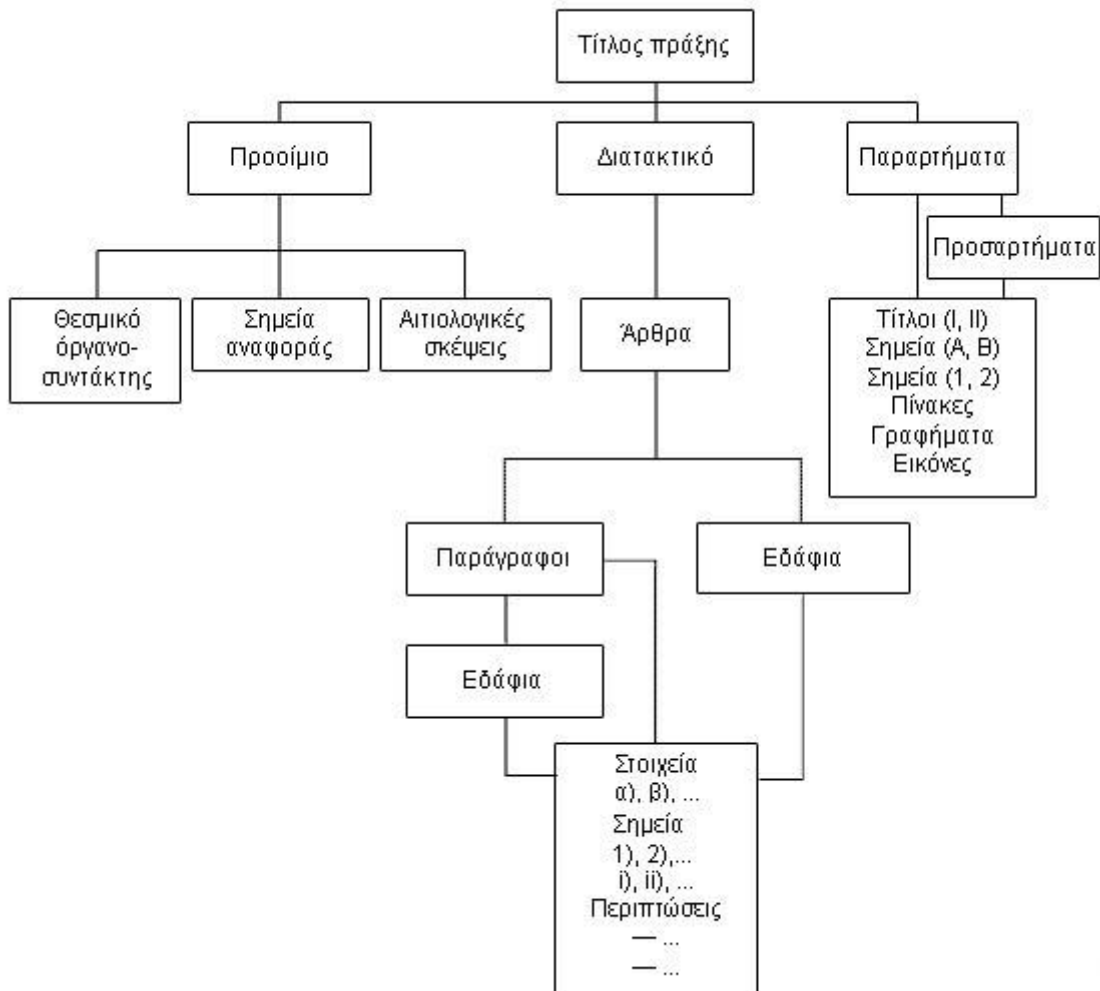 Τίτλος πράξης
Προοίμιο
Διατακτικό
Παραρτήματα
Προσαρτήματα
Θεσμικό
όργανο-
συντάκτης
Σημεία
αναφοράς
Αιτιολογικές
σκέψεις
Άρθρα
Τίτλοι (I, II)
Σημεία (A, B)
Σημεία (1, 2)
Πίνακες
Γραφήματα
Εικόνες
Παράγραφοι
Εδάφια
Εδάφια
Στοιχεία
α), β), ...
Σημεία
1), 2),...
i), ii), ...
Περιπτώσεις
— ...
— ...